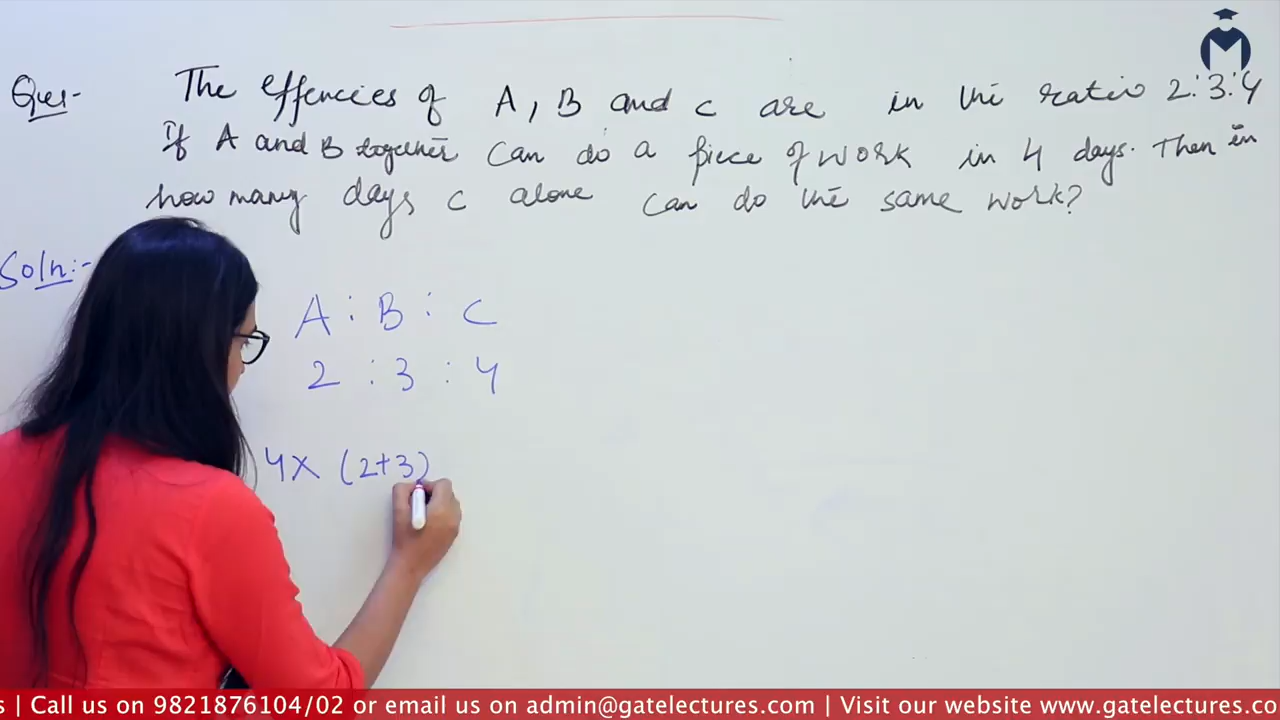 Ques- The effencies of A, B and C are in the ratio 2:3:4
If A and B together can do a piece of work in 4 days. Then in
how many days C alone can do the same work?
Soln:-
A : B : C
2 : 3 : 4
4X (2+3)
s | Call us on 9821876104/02 or email us on admin@gatelectures.com | Visit our website www.gatelectures.co